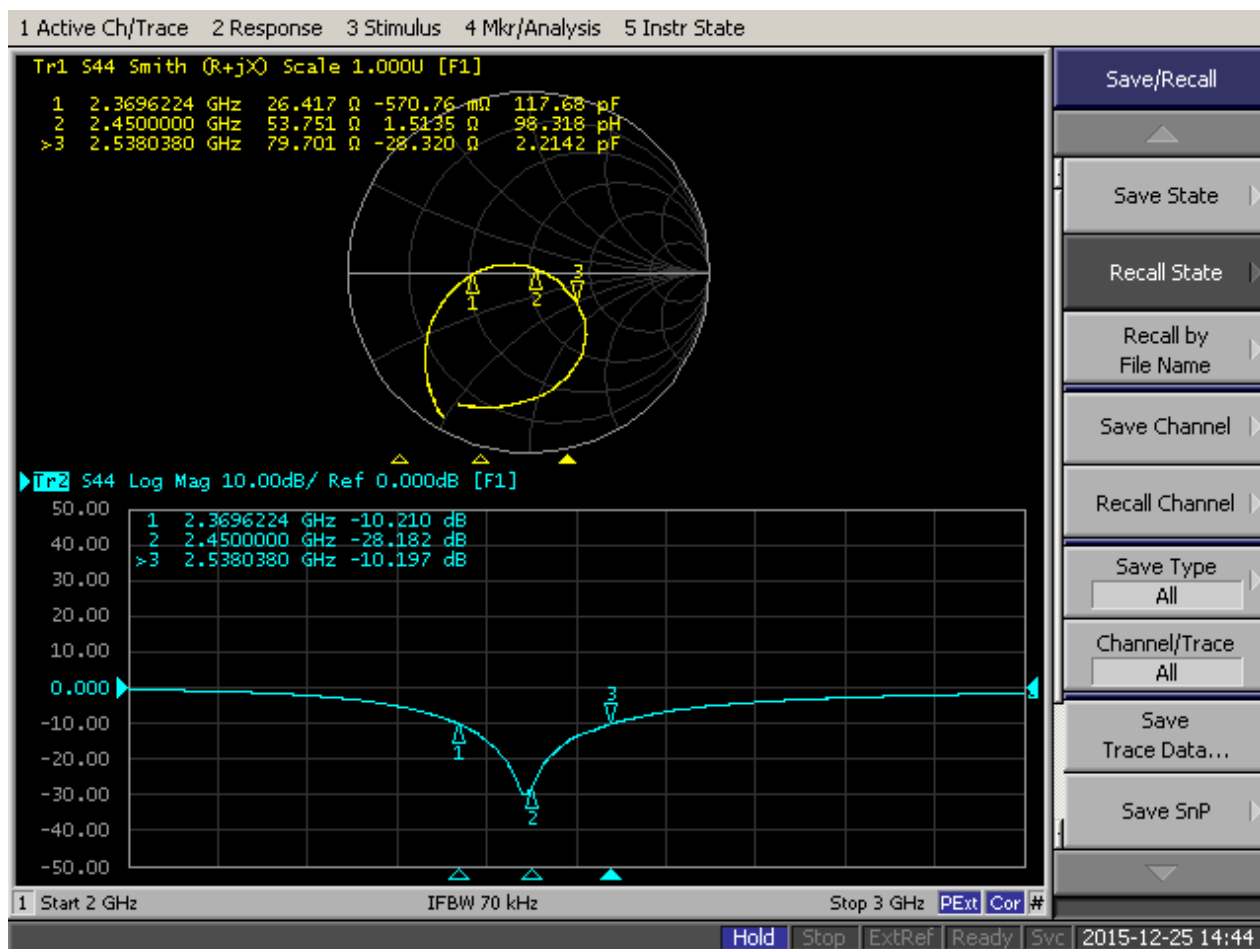 1 Active Ch/Trace 2 Response 3 Stimulus 4 Mkr/Analysis 5 Instr State
Tr1 S44 Smith (R+jX) Scale 1.000U [F1]
1 2.3696224 GHz 26.417 Ω -570.76 mΩ 117.68 pF
2 2.4500000 GHz 53.751 Ω 1.5135 Ω 98.318 pH
>3 2.5380380 GHz 79.701 Ω -28.320 Ω 2.2142 pF
3
1
2
Tr2 S44 Log Mag 10.00dB/ Ref 0.000dB [F1]
50.00
1 2.3696224 GHz -10.210 dB
2 2.4500000 GHz -28.182 dB
>3 2.5380380 GHz -10.197 dB
40.00
30.00
20.00
10.00
0.000
-10.00
-20.00
-30.00
-40.00
-50.00
3
1
2
1 Start 2 GHz IFBW 70 kHz Stop 3 GHz PExt Cor #
Save/Recall
Save State
Recall State
Recall by
File Name
Save Channel
Recall Channel
Save Type
All
Channel/Trace
All
Save
Trace Data...
Save SnP
Hold Stop ExtRef Ready Svc 2015-12-25 14:44